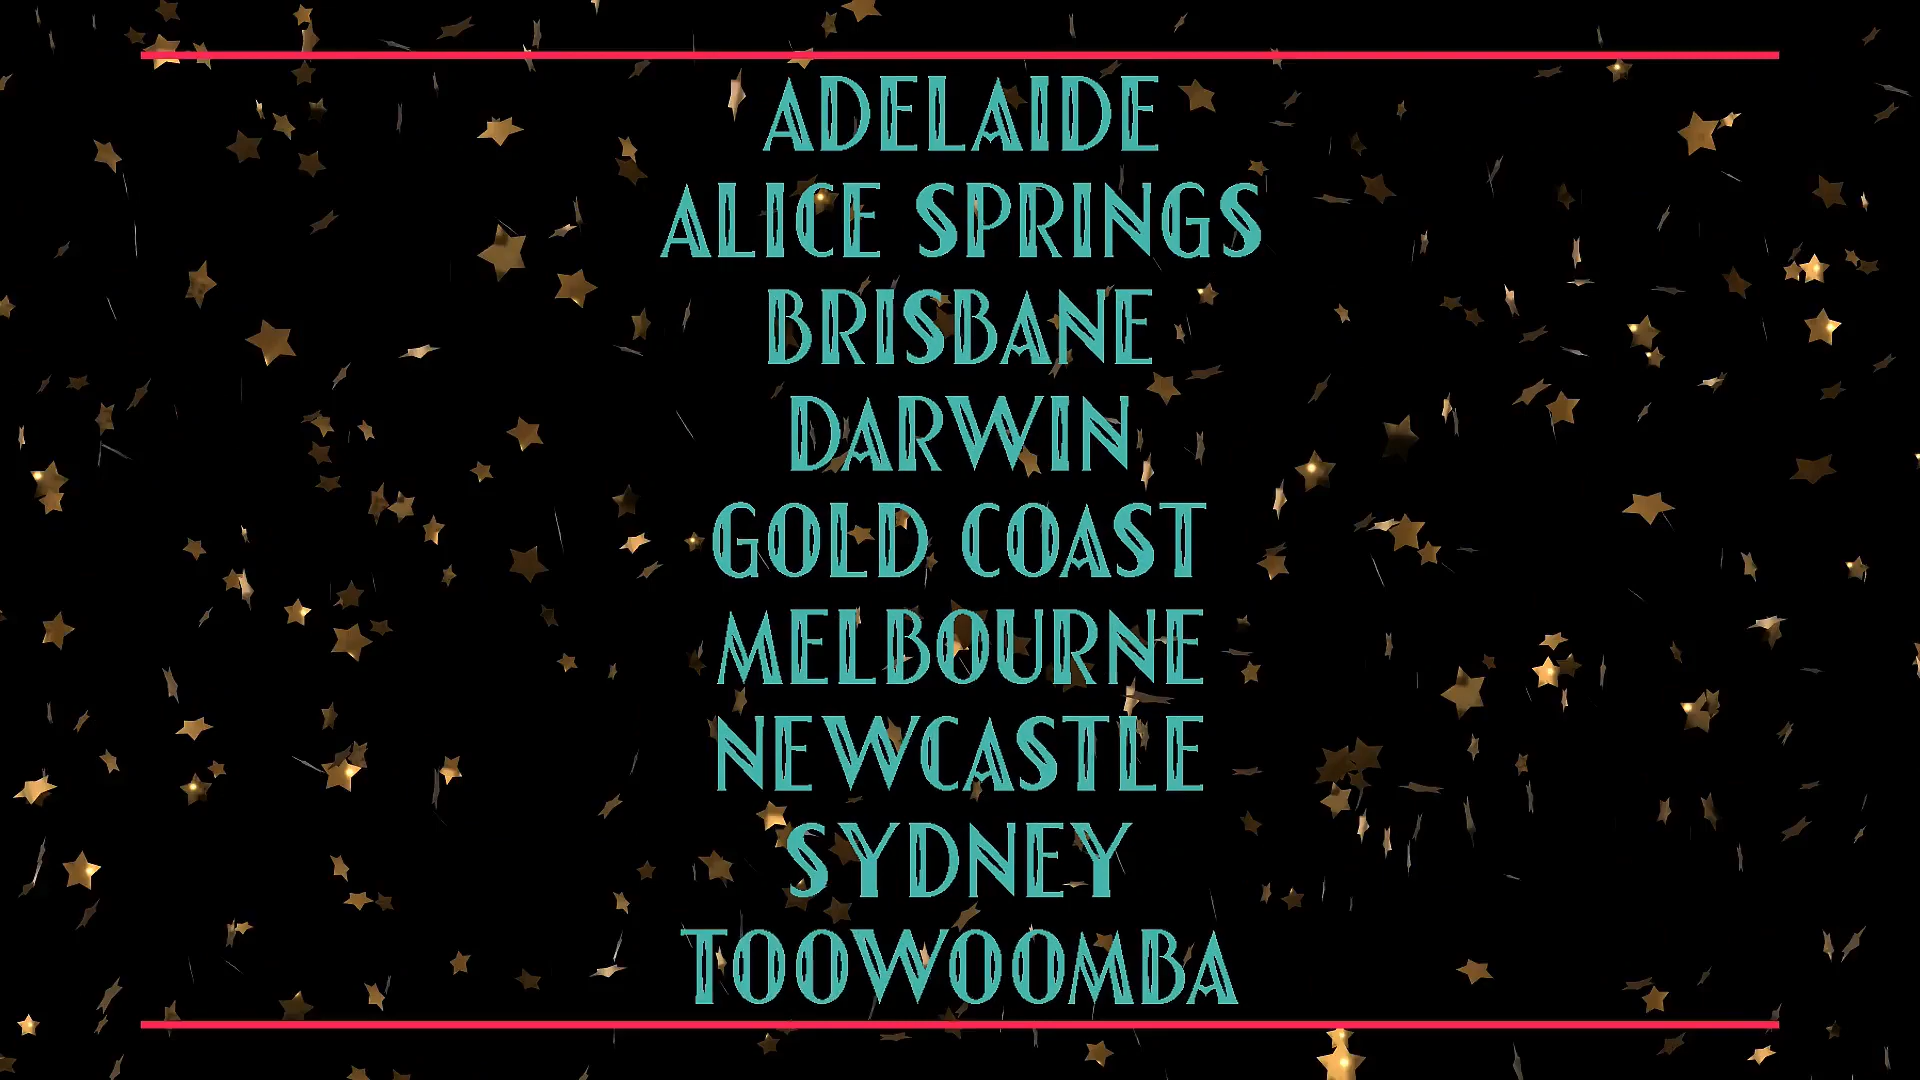 ADELAIDE
ALICE SPRINGS
BRISBANE
DARWIN
GOLD COAST
MELBOURNE
NEWCASTLE
SYDNEY
TOOWOOMBA